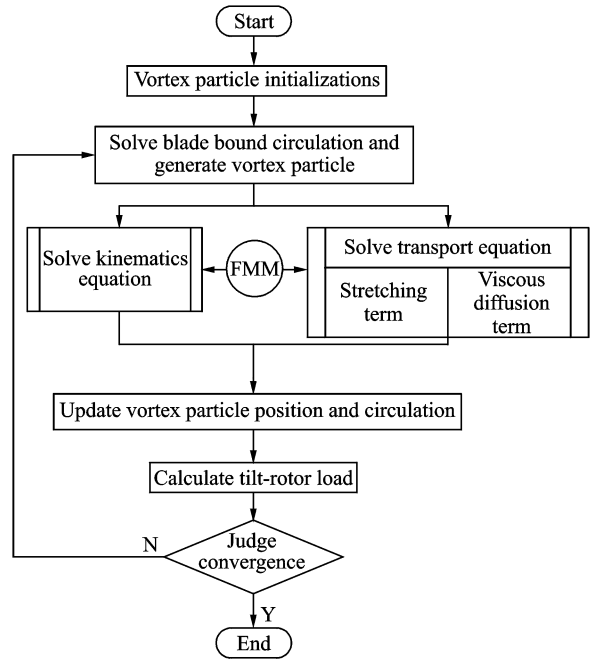 Start
Vortex particle initializations
Solve blade bound circulation and
generate vortex particle
Solve kinematics
equation
FMM
Solve transport equation
Stretching
term
Viscous
diffusion
term
Update vortex particle position and circulation
Calculate tilt-rotor load
Judge
convergence
N
Y
End